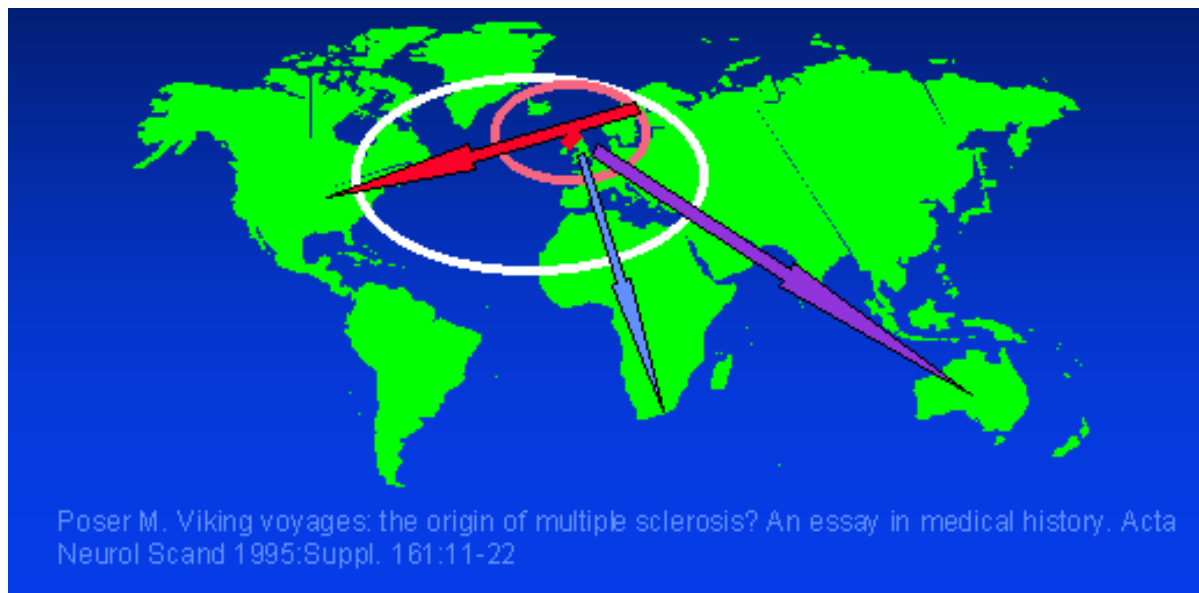 Poser M. Viking voyages: the origin of multiple sclerosis? An essay in medical history. Acta
Neurol Scand 1995:Suppl. 161:11-22